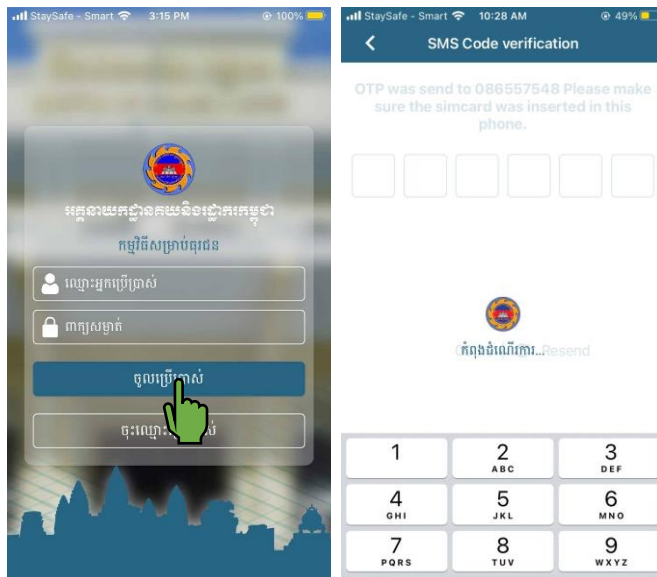 StaySafe - Smart 3:15 PM 100%
អគ្គនាយកដ្ឋានគយនិងរដ្ឋាករកម្ពុជា
កម្មវិធីសម្រាប់ធុរជន
ឈ្មោះអ្នកប្រើប្រាស់
ពាក្យសម្ងាត់
ចូលប្រើប្រាស់
ចុះឈ្មោះ
StaySafe - Smart 10:28 AM 49%
SMS Code verification
OTP was send to 086557548 Please make
sure the simcard was inserted in this
phone.
កំពុងដំណើរការ... Resend
1 2 3
ABC DEF
4 5 6
GHI JKL MNO
7 8 9
PQRS TUV WXYZ